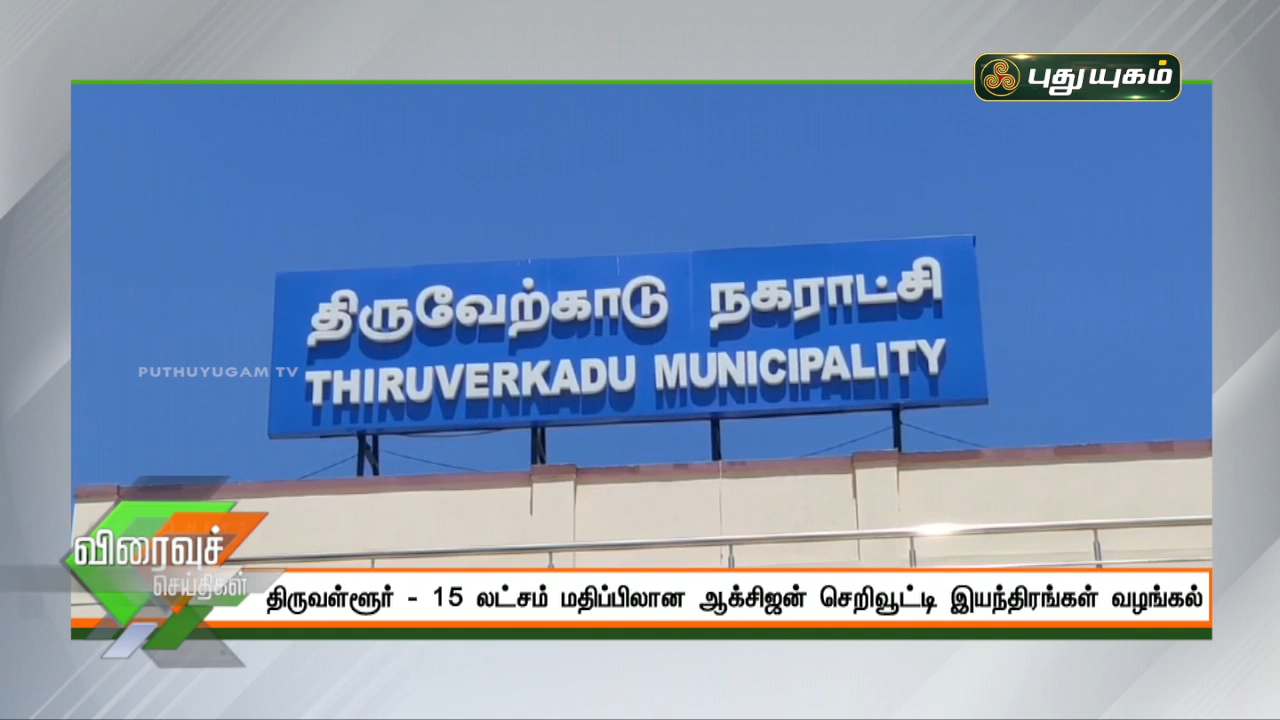 புதுயுகம்
திருவேற்காடு நகராட்சி
THIRUVERKADU MUNICIPALITY
PUTHUYUGAM TV
விரைவுச்
செய்திகள்
திருவள்ளூர் - 15 லட்சம் மதிப்பிலான ஆக்சிஜன் செறிவூட்டி இயந்திரங்கள் வழங்கல்